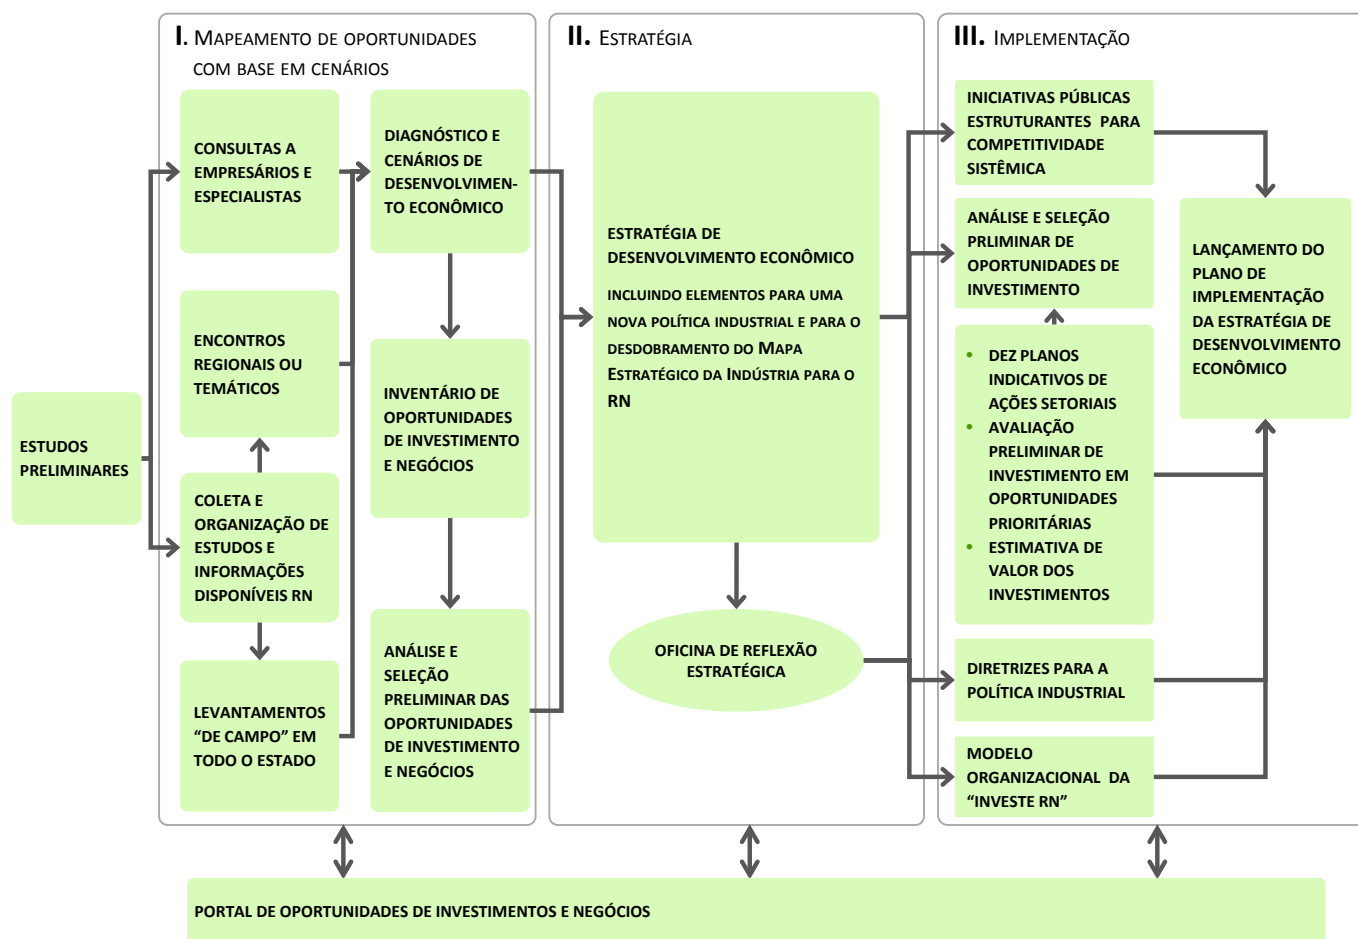 I. Mapeamento de oportunidades
com base em cenários
II. Estratégia
III. Implementação
ESTUDOS
PRELIMINARES
CONSULTAS A
EMPRESÁRIOS E
ESPECIALISTAS
ENCONTROS
REGIONAIS OU
TEMÁTICOS
COLETA E
ORGANIZAÇÃO DE
ESTUDOS E
INFORMAÇÕES
DISPONÍVEIS RN
LEVANTAMENTOS
“DE CAMPO” EM
TODO O ESTADO
DIAGNÓSTICO E
CENÁRIOS DE
DESENVOLVIMEN-
TO ECONÔMICO
INVENTÁRIO DE
OPORTUNIDADES
DE INVESTIMENTO
E NEGÓCIOS
ANÁLISE E
SELEÇÃO
PRELIMINAR DAS
OPORTUNIDADES
DE INVESTIMENTO
E NEGÓCIOS
ESTRATÉGIA DE
DESENVOLVIMENTO ECONÔMICO
incluindo elementos para uma
nova política industrial e para o
desdobramento do Mapa
Estratégico da Indústria para o
RN
OFICINA DE REFLEXÃO
ESTRATÉGICA
INICIATIVAS PÚBLICAS
ESTRUTURANTES PARA
COMPETITIVIDADE
SISTÊMICA
ANÁLISE E SELEÇÃO
PRLIMINAR DE
OPORTUNIDADES DE
INVESTIMENTO
• DEZ PLANOS
INDICATIVOS DE
AÇÕES SETORIAIS
• AVALIAÇÃO
PRELIMINAR DE
INVESTIMENTO EM
OPORTUNIDADES
PRIORITÁRIAS
• ESTIMATIVA DE
VALOR DOS
INVESTIMENTOS
DIRETRIZES PARA A
POLÍTICA INDUSTRIAL
MODELO
ORGANIZACIONAL DA
“INVESTE RN”
LANÇAMENTO DO
PLANO DE
IMPLEMENTAÇÃO
DA ESTRATÉGIA DE
DESENVOLVIMENTO
ECONÔMICO
PORTAL DE OPORTUNIDADES DE INVESTIMENTOS E NEGÓCIOS